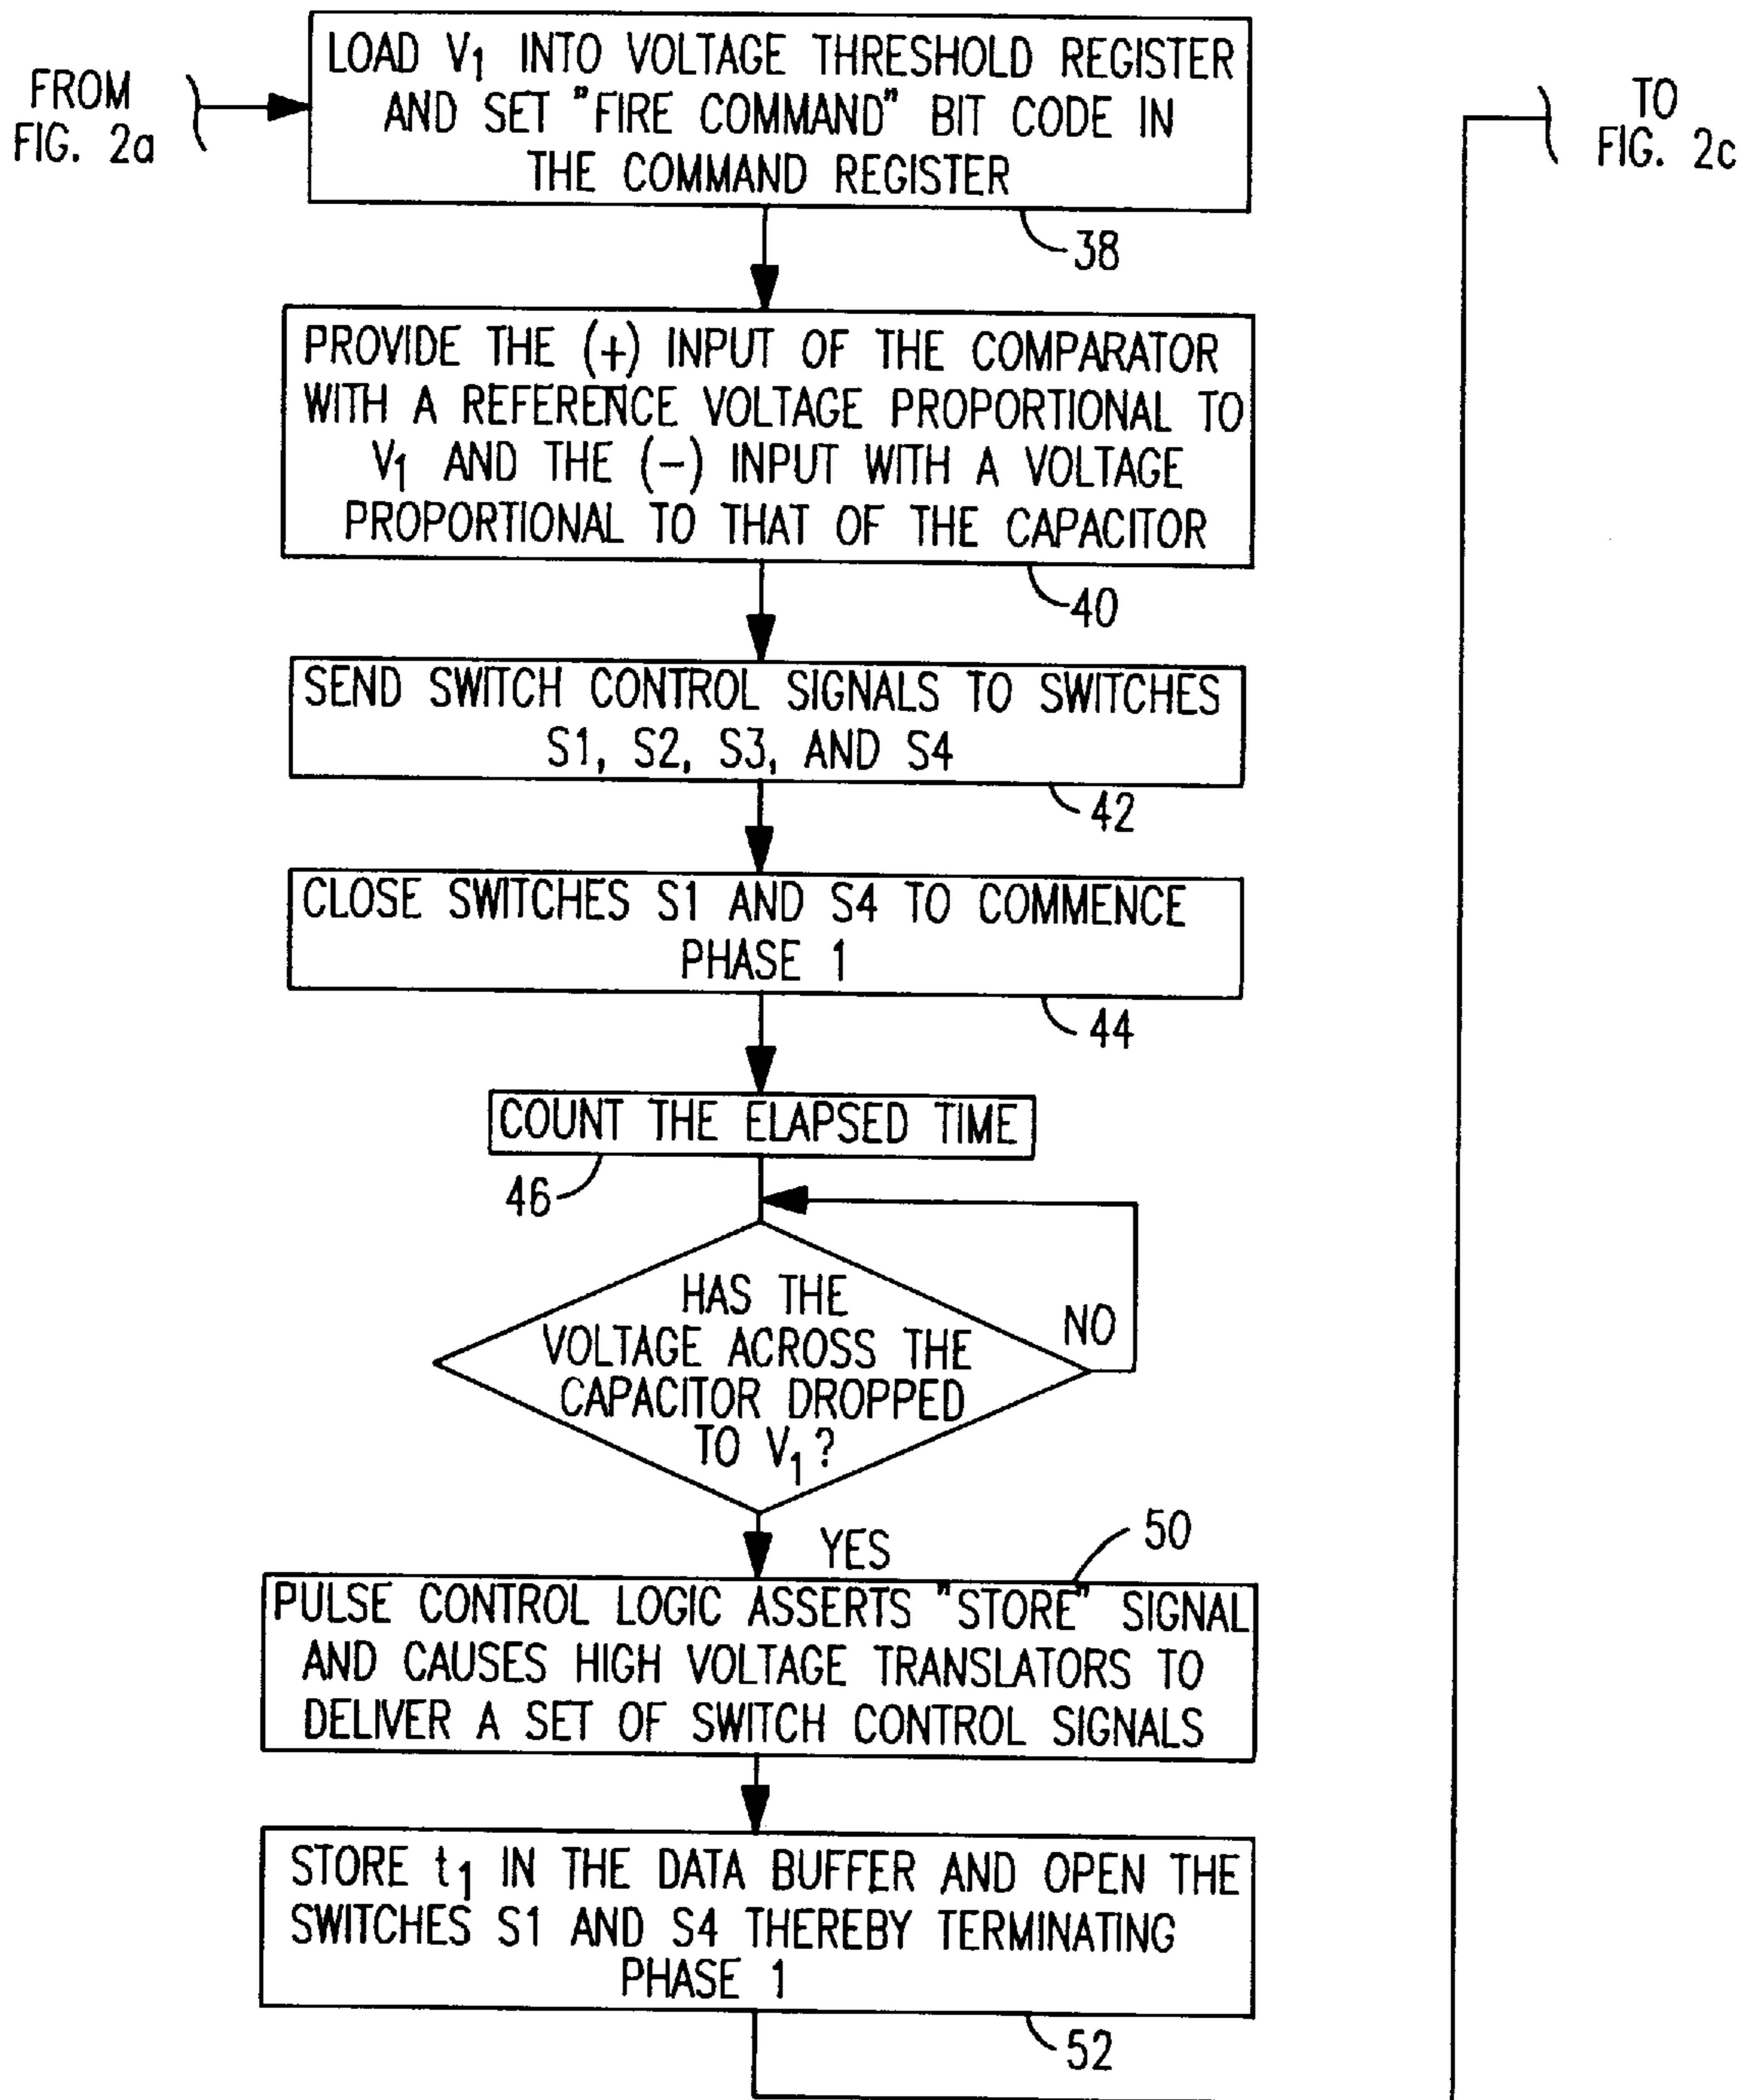 FROM
FIG. 2a
LOAD V1 INTO VOLTAGE THRESHOLD REGISTER
AND SET "FIRE COMMAND" BIT CODE IN
THE COMMAND REGISTER
38
TO
FIG. 2c
PROVIDE THE (+) INPUT OF THE COMPARATOR
WITH A REFERENCE VOLTAGE PROPORTIONAL TO
V1 AND THE (-) INPUT WITH A VOLTAGE
PROPORTIONAL TO THAT OF THE CAPACITOR
40
SEND SWITCH CONTROL SIGNALS TO SWITCHES
S1, S2, S3, AND S4
42
CLOSE SWITCHES S1 AND S4 TO COMMENCE
PHASE 1
44
COUNT THE ELAPSED TIME
46
HAS THE
VOLTAGE ACROSS THE
CAPACITOR DROPPED
TO V1?
NO
YES
50
PULSE CONTROL LOGIC ASSERTS "STORE" SIGNAL
AND CAUSES HIGH VOLTAGE TRANSLATORS TO
DELIVER A SET OF SWITCH CONTROL SIGNALS
STORE t1 IN THE DATA BUFFER AND OPEN THE
SWITCHES S1 AND S4 THEREBY TERMINATING
PHASE 1
52